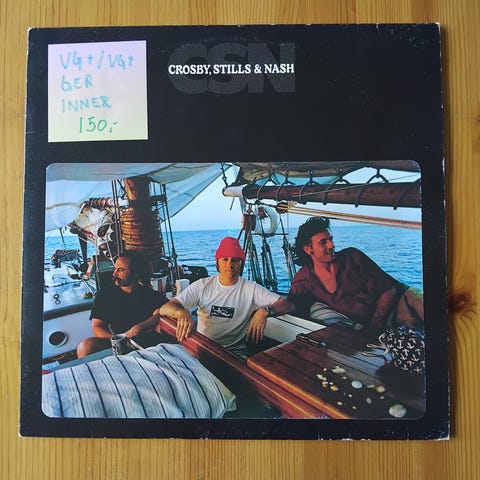 VG+/VG+
GER
INNER
150,-
CSN
CROSBY, STILLS & NASH